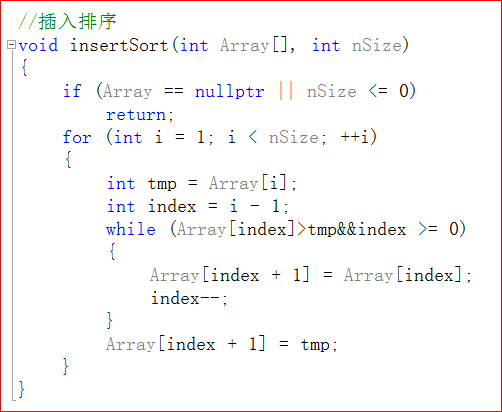 //插入排序
void insertSort(int Array[], int nSize)
{
    if (Array == nullptr || nSize <= 0)
        return;
    for (int i = 1; i < nSize; ++i)
    {
        int tmp = Array[i];
        int index = i - 1;
        while (Array[index]>tmp&&index >= 0)
        {
            Array[index + 1] = Array[index];
            index--;
        }
        Array[index + 1] = tmp;
    }
}